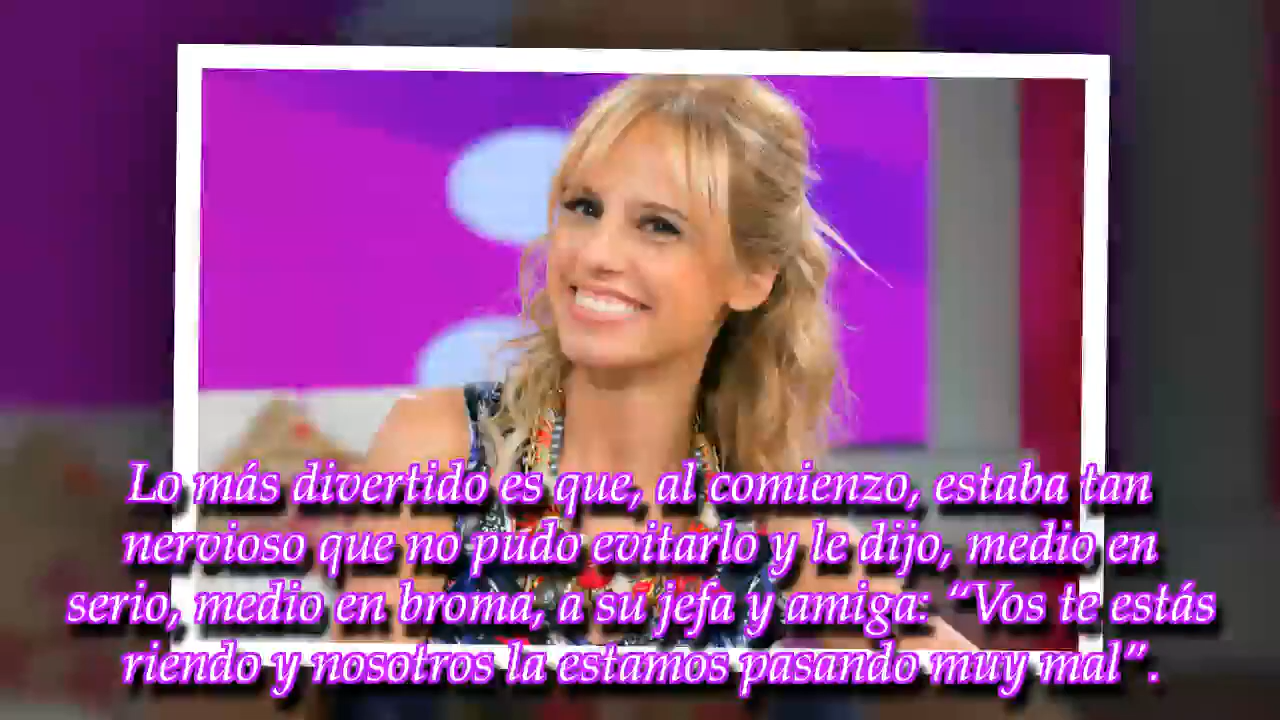 Lo más divertido es que, al comienzo, estaba tan
nervioso que no pudo evitarlo y le dijo, medio en
serio, medio en broma, a su jefa y amiga: “Vos te estás
riendo y nosotros la estamos pasando muy mal”.